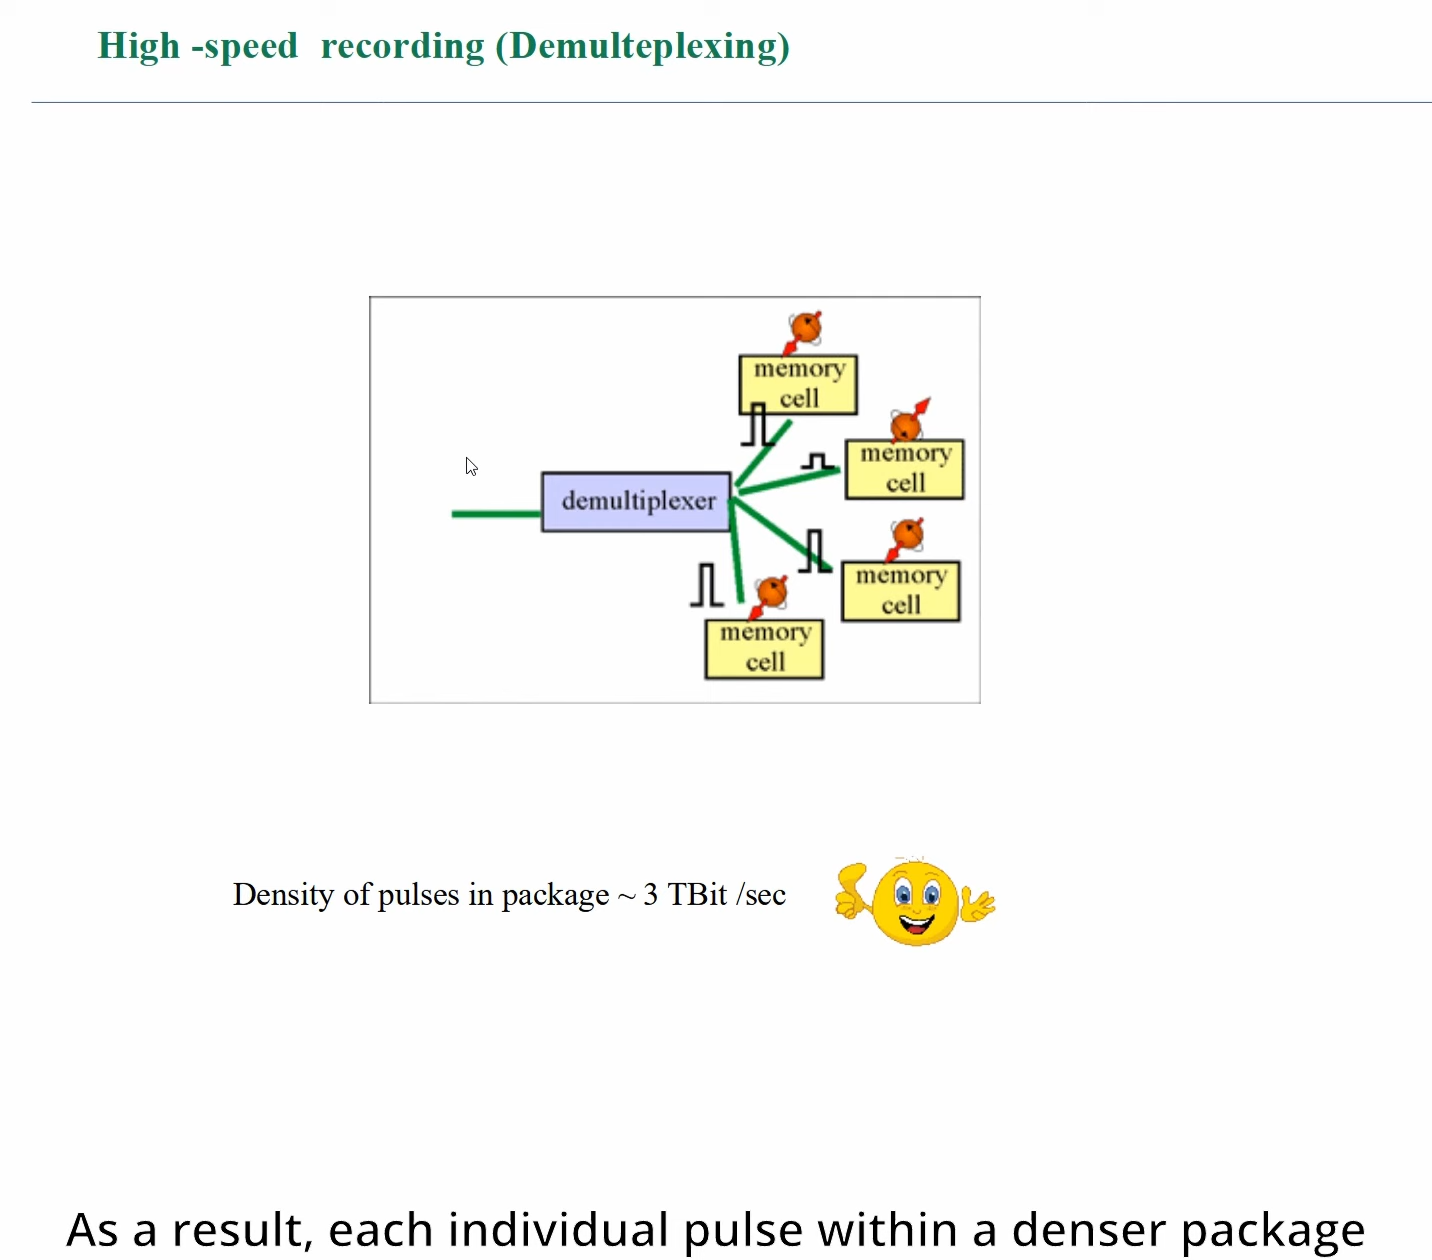 High -speed recording (Demulteplexing)
memory
cell
memory
cell
demultiplexer
memory
cell
memory
cell
Density of pulses in package ~ 3 TBit /sec
As a result, each individual pulse within a denser package